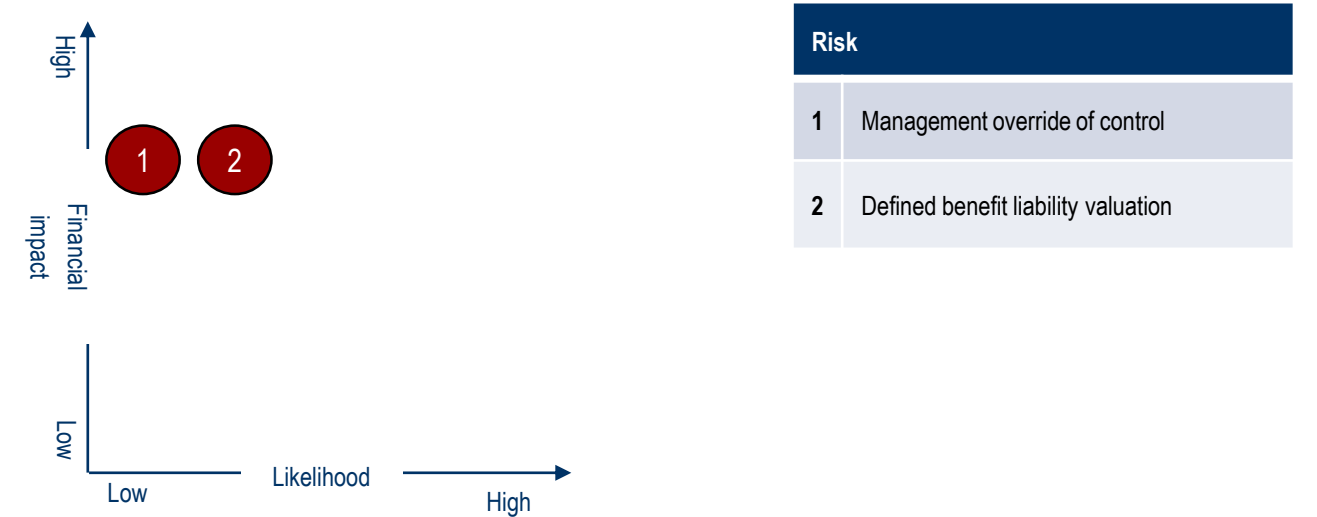 High
1 2
Financial
impact
Low
Low
Likelihood
High
Risk
1 Management override of control
2 Defined benefit liability valuation